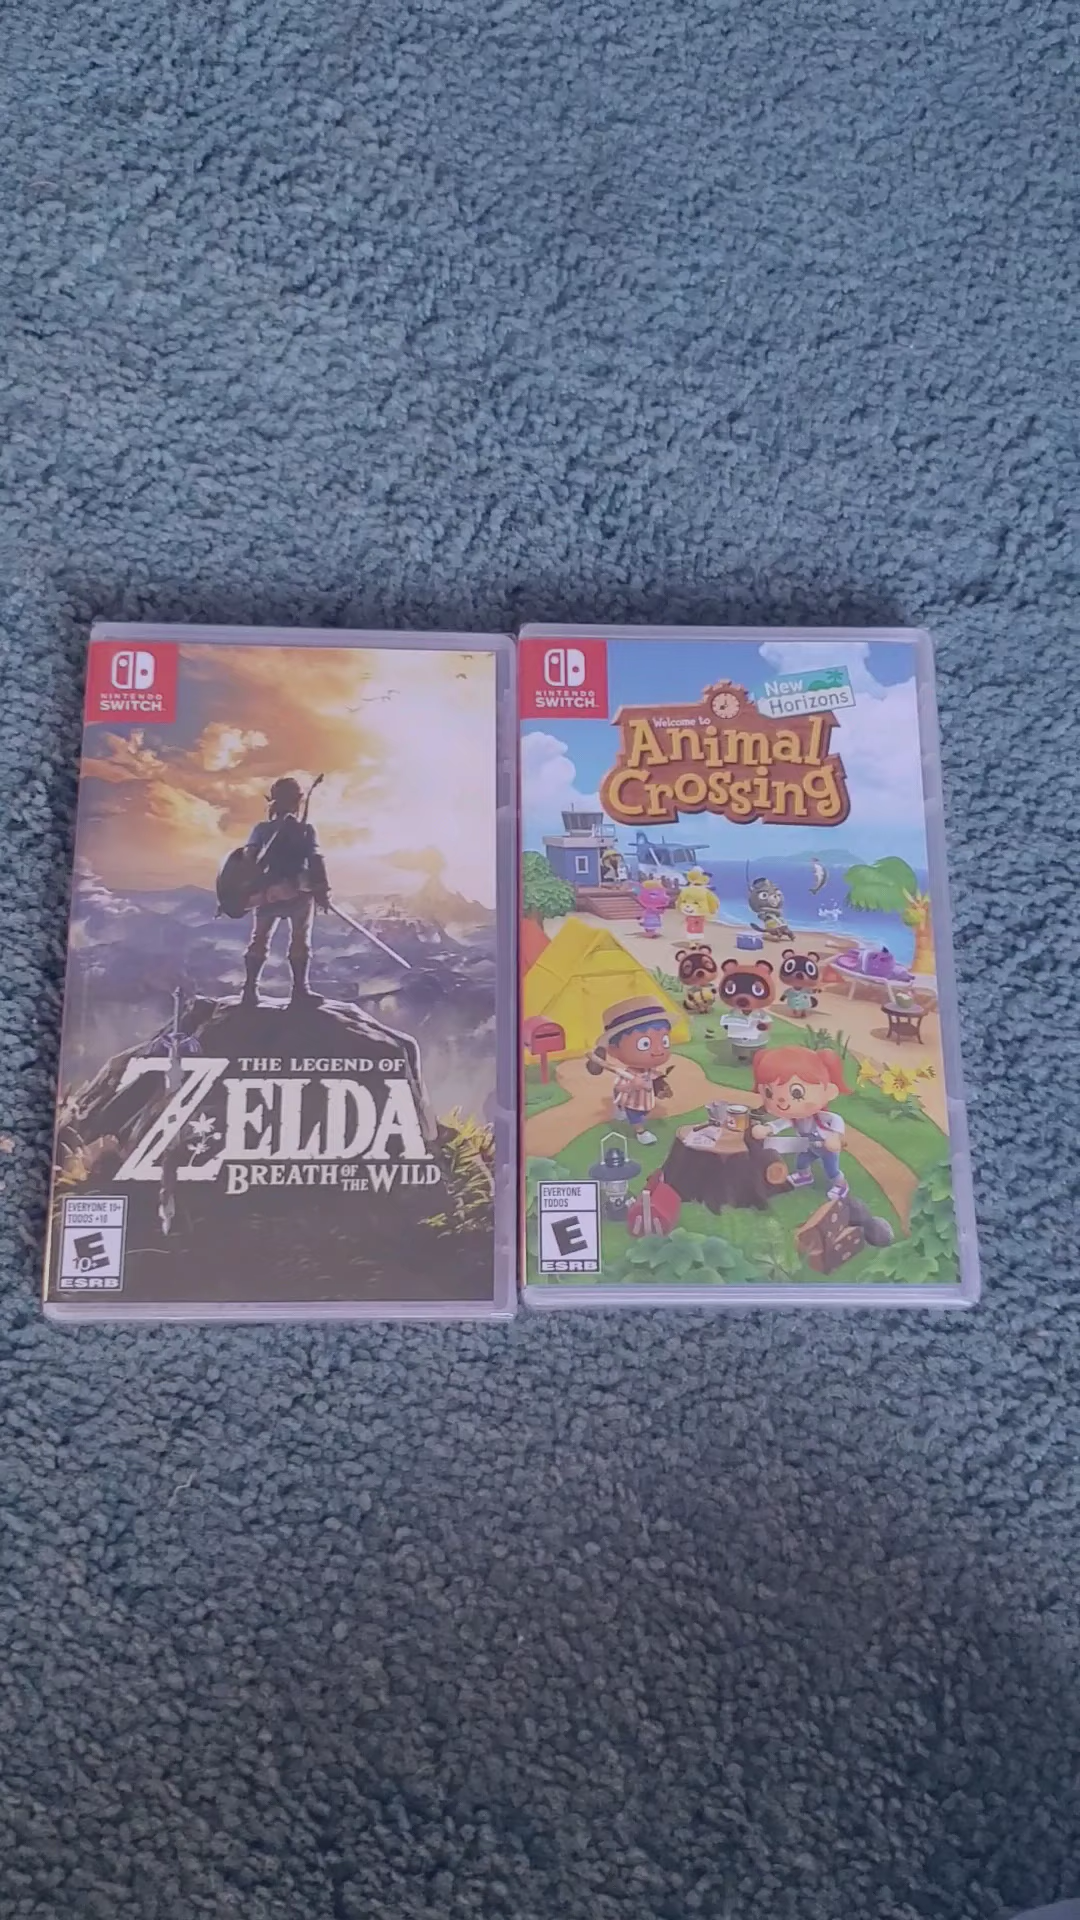 NINTENDO
SWITCH
THE LEGEND OF
ZELDA
BREATH OF THE WILD
EVERYONE 10+
TODOS +10
E
10+
ESRB
NINTENDO
SWITCH
New
Horizons
Welcome to
Animal
Crossing
EVERYONE
TODOS
E
ESRB